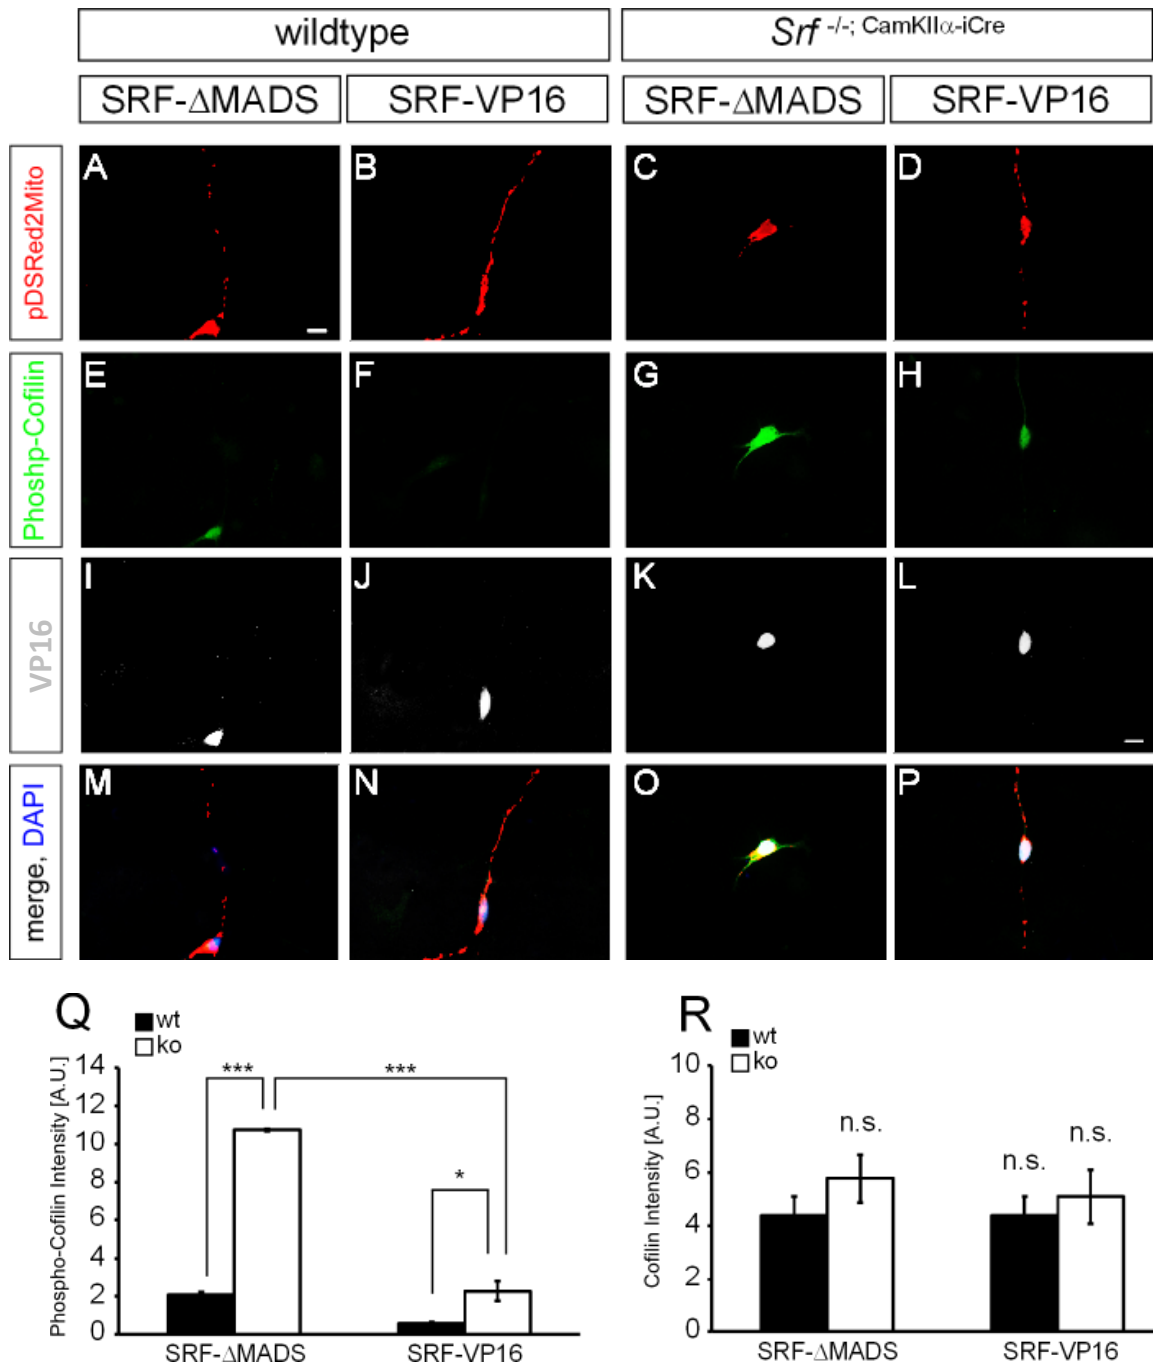 wildtype
Srf -/-; CamKIIα-iCre
SRF-ΔMADS
SRF-VP16
SRF-ΔMADS
SRF-VP16
pDSRed2Mito
A
B
C
D
Phoshp-Cofilin
E
F
G
H
VP16
I
J
K
L
merge, DAPI
M
N
O
P
Q
wt
ko
Phospho-Cofilin Intensity [A.U.]
14
12
10
8
6
4
2
0
***
***
*
SRF-ΔMADS
SRF-VP16
R
wt
ko
Cofilin Intensity [A.U.]
10
8
6
4
2
0
n.s.
n.s.
n.s.
SRF-ΔMADS
SRF-VP16